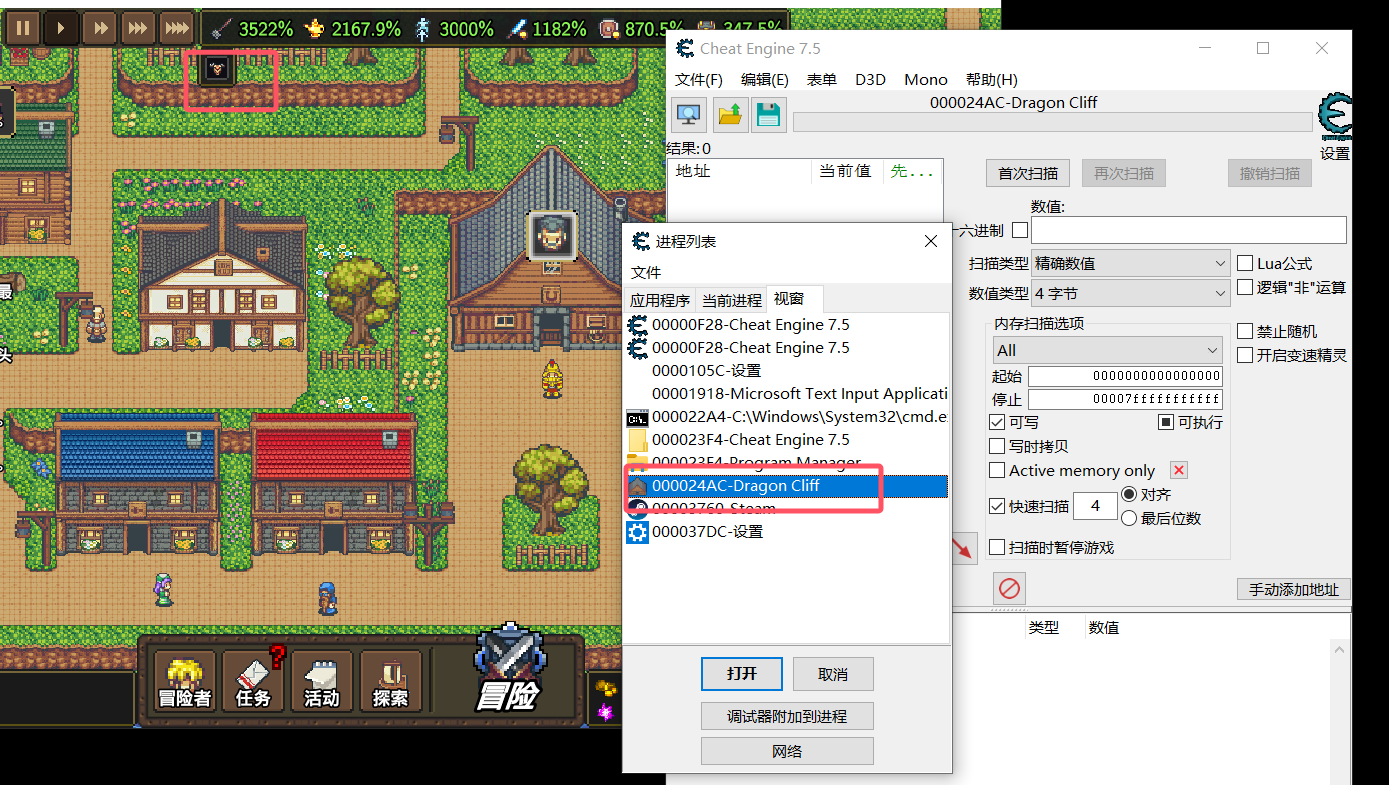 3522% 2167.9% 3000% 1182% 870.5% 347.5%
Cheat Engine 7.5
文件(F) 编辑(E) 表单 D3D Mono 帮助(H)
000024AC-Dragon Cliff
设置
结果:0
地址 当前值 先...
首次扫描 再次扫描 撤销扫描
数值:
十六进制
扫描类型 精确数值 Lua公式
数值类型 4 字节 逻辑"非"运算
内存扫描选项
All
禁止随机
开启变速精灵
起始 0000000000000000
停止 00007fffffffffff
可写 可执行
写时拷贝
Active memory only
快速扫描 4 对齐
最后位数
扫描时暂停游戏
手动添加地址
类型 数值
进程列表
文件
应用程序 当前进程 视窗
00000F28-Cheat Engine 7.5
00000F28-Cheat Engine 7.5
0000105C-设置
00001918-Microsoft Text Input Applicati
000022A4-C:\Windows\System32\cmd.e
000023F4-Cheat Engine 7.5
000023F4-Program Manager
000024AC-Dragon Cliff
00003760-Steam
000037DC-设置
打开 取消
调试器附加到进程
网络
最
头
冒险者 任务 活动 探索 冒险